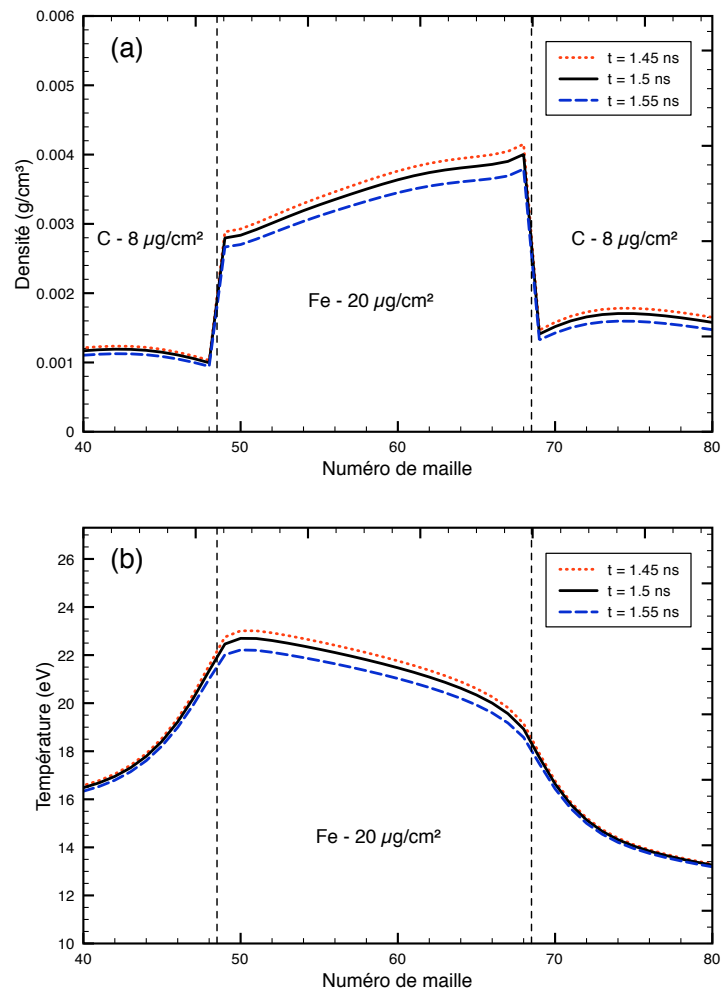 0.006
(a)
t = 1.45 ns
t = 1.5 ns
t = 1.55 ns
0.005
0.004
0.003
0.002
0.001
0
Densité (g/cm³)
C - 8 µg/cm²
C - 8 µg/cm²
Fe - 20 µg/cm²
40 50 60 70 80
Numéro de maille
26
(b)
t = 1.45 ns
t = 1.5 ns
t = 1.55 ns
24
22
20
18
16
14
12
10
Température (eV)
Fe - 20 µg/cm²
40 50 60 70 80
Numéro de maille